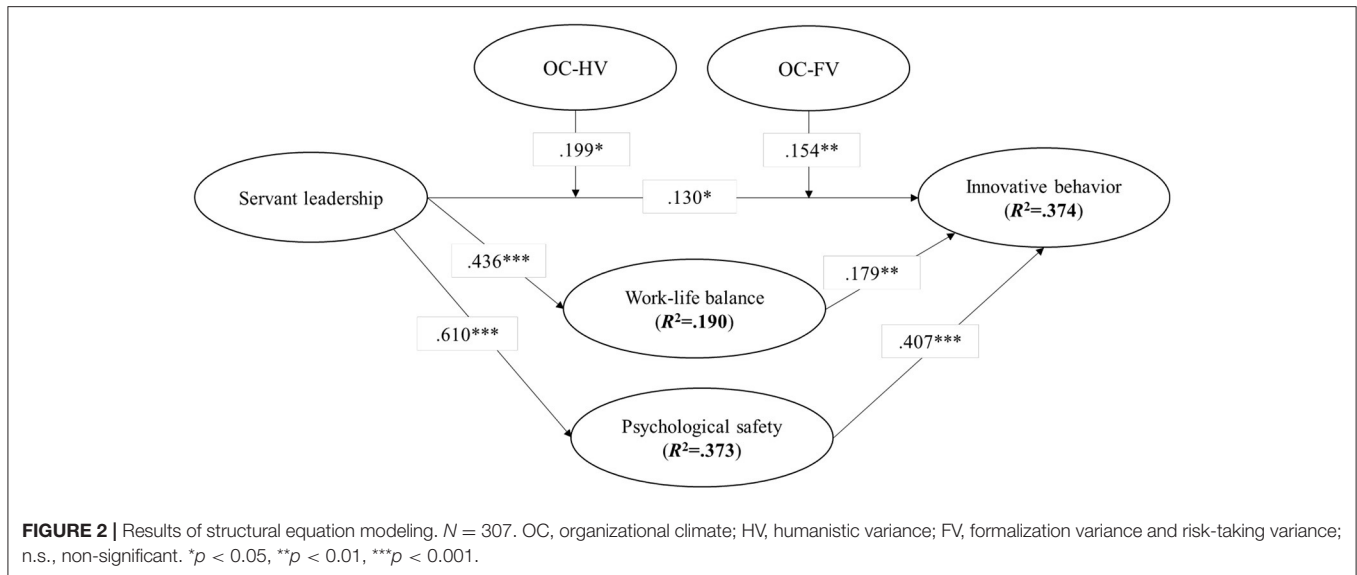 OC-HV
OC-FV
.199*
.154**
Servant leadership
.130*
Innovative behavior
(R²=.374)
.436***
.179**
Work-life balance
(R²=.190)
.610***
.407***
Psychological safety
(R²=.373)
FIGURE 2 | Results of structural equation modeling. N = 307. OC, organizational climate; HV, humanistic variance; FV, formalization variance and risk-taking variance;
n.s., non-significant. *p < 0.05, **p < 0.01, ***p < 0.001.